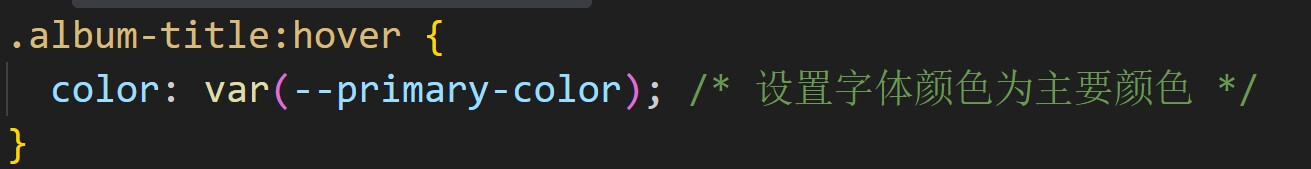 .album-title:hover {
  color: var(--primary-color); /* 设置字体颜色为主要颜色 */
}